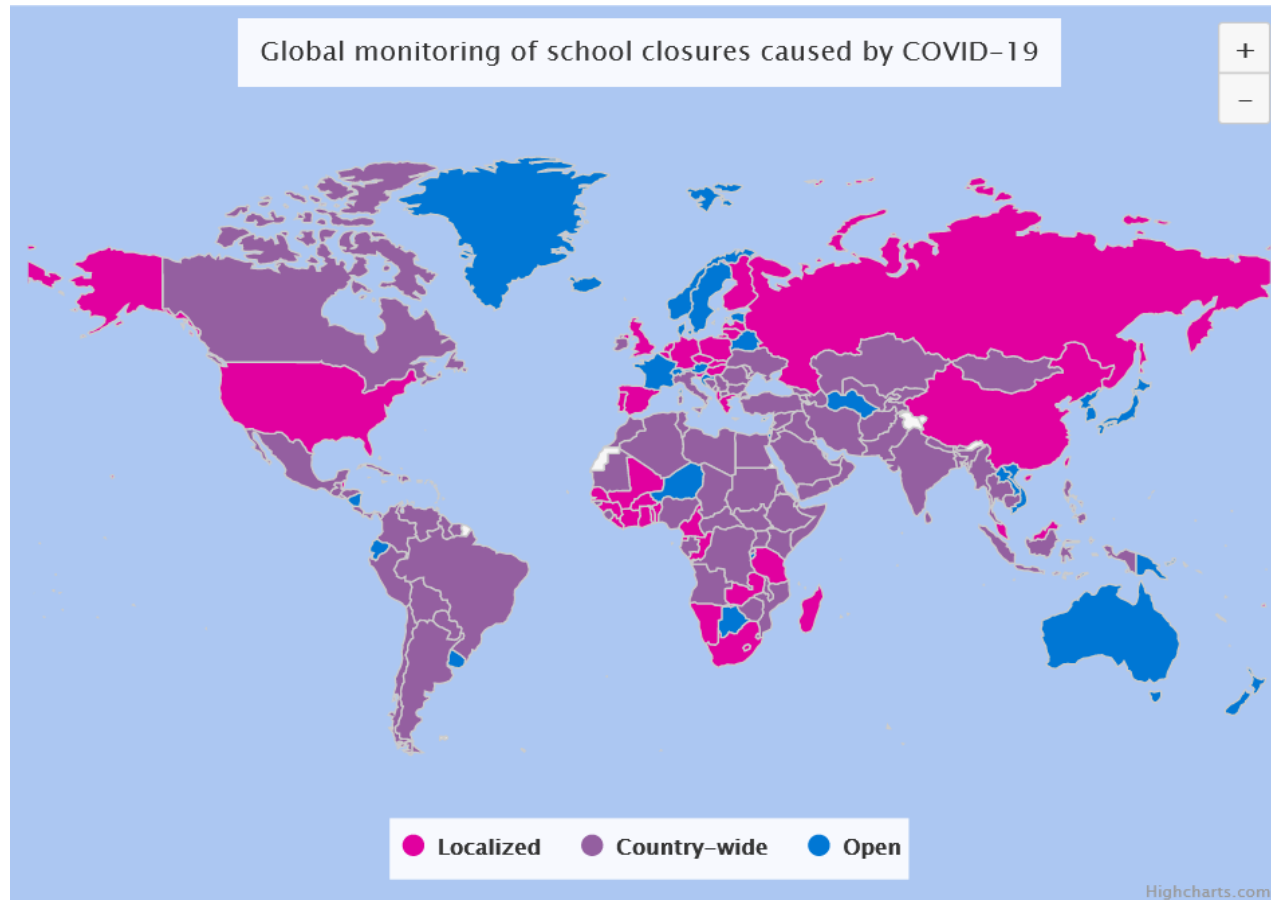 Global monitoring of school closures caused by COVID-19
+
−
Localized Country-wide Open
Highcharts.com